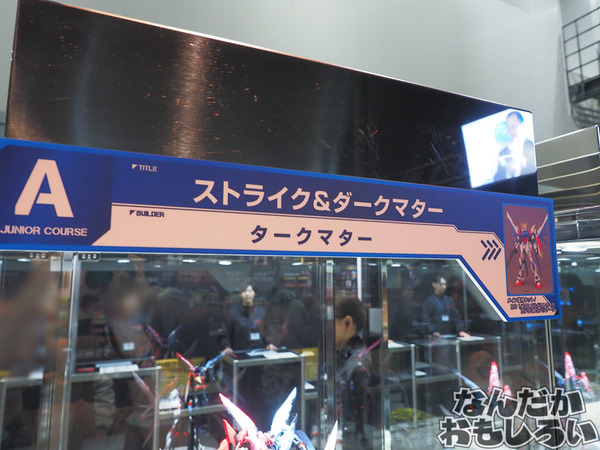 A
JUNIOR COURSE
TITLE
ストライク&ダークマター
BUILDER
タークマター
なんだか
おもしろい